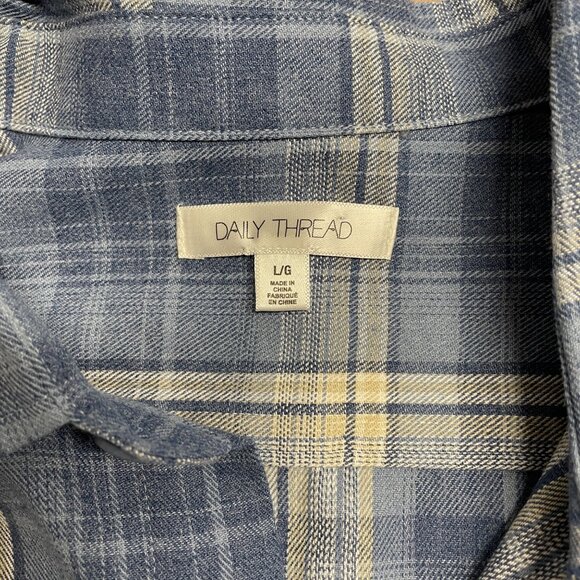 DAILY THREAD
L/G
MADE IN
CHINA
FABRIQUÉ
EN CHINE